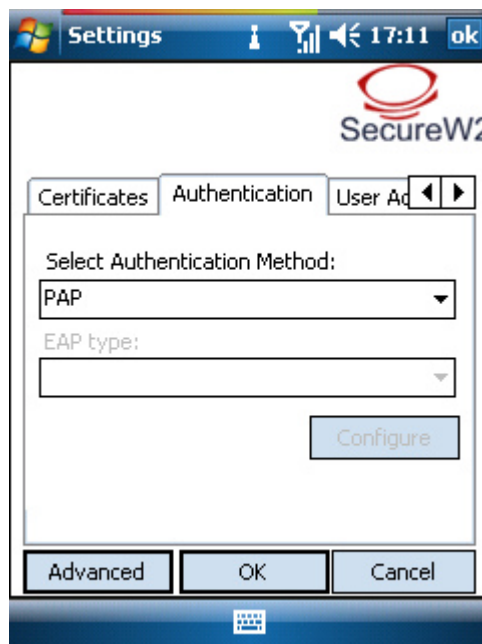 Settings 17:11 ok
SecureW2
Certificates Authentication User Ac
Select Authentication Method:
PAP
EAP type:
Configure
Advanced OK Cancel